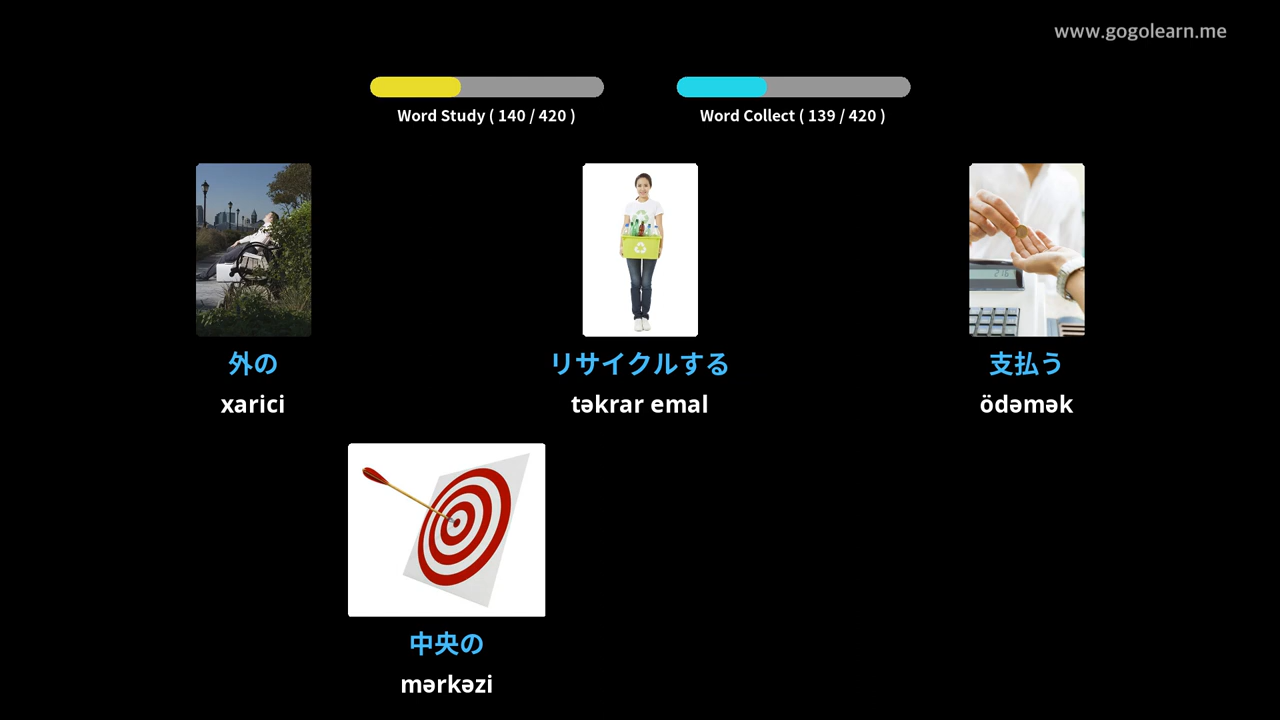 www.gogolearn.me
Word Study ( 140 / 420 )
Word Collect ( 139 / 420 )
外の
xarici
リサイクルする
təkrar emal
支払う
ödəmək
中央の
mərkəzi